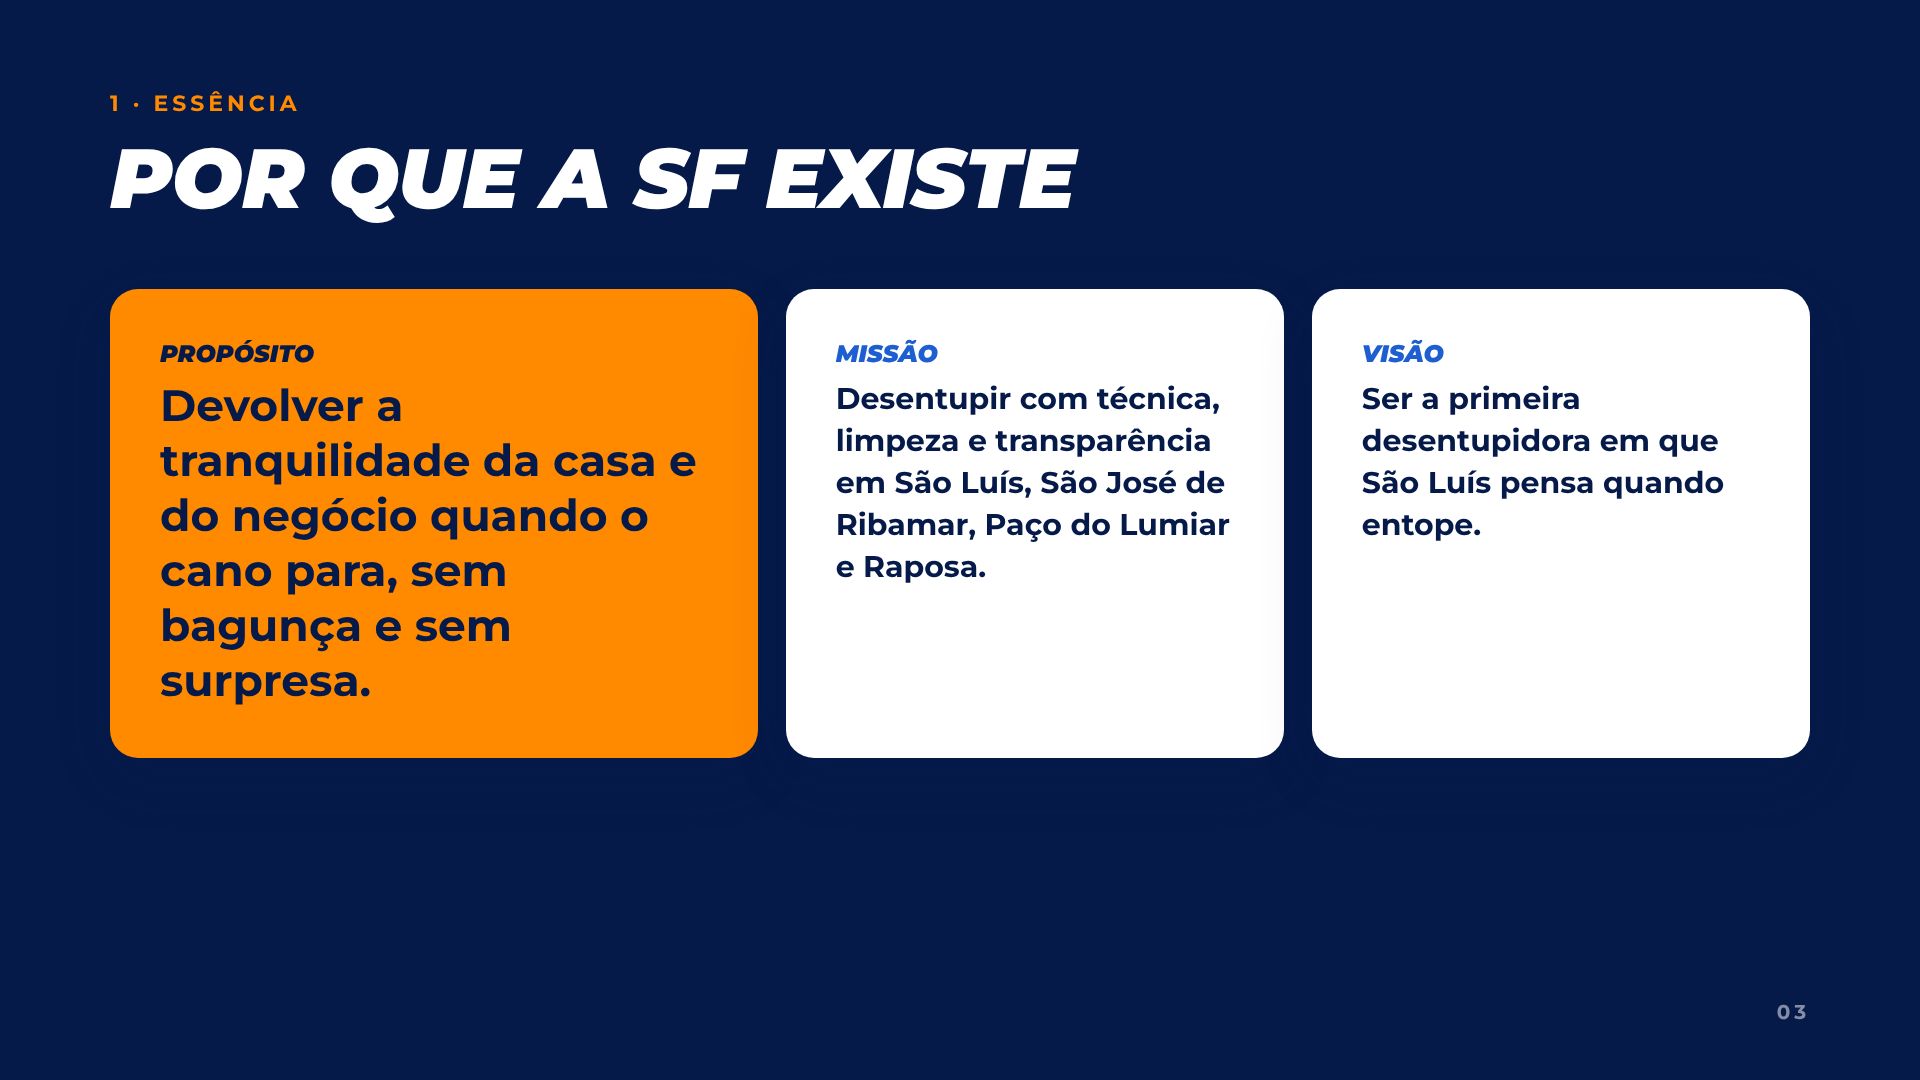 1 · ESSÊNCIA
POR QUE A SF EXISTE
PROPÓSITO
Devolver a
tranquilidade da casa e
do negócio quando o
cano para, sem
bagunça e sem
surpresa.
MISSÃO
Desentupir com técnica,
limpeza e transparência
em São Luís, São José de
Ribamar, Paço do Lumiar
e Raposa.
VISÃO
Ser a primeira
desentupidora em que
São Luís pensa quando
entope.
03